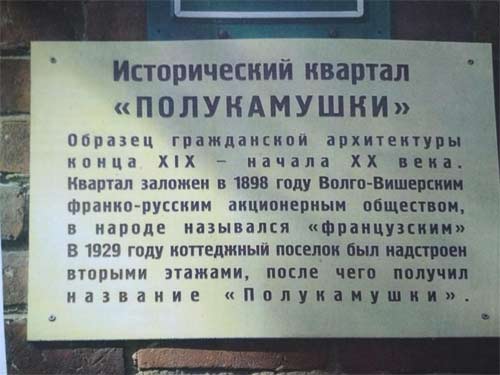 Исторический квартал
«ПОЛУКАМУШКИ»
Образец гражданской архитектуры
конца XIX – начала XX века.
Квартал заложен в 1898 году Волго-Вишерским
франко-русским акционерным обществом,
в народе назывался «французским»
В 1929 году коттеджный поселок был надстроен
вторыми этажами, после чего получил
название «Полукамушки».